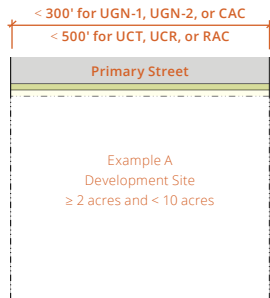 < 300' for UGN-1, UGN-2, or CAC
< 500' for UCT, UCR, or RAC
Primary Street
Example A
Development Site
≥ 2 acres and < 10 acres